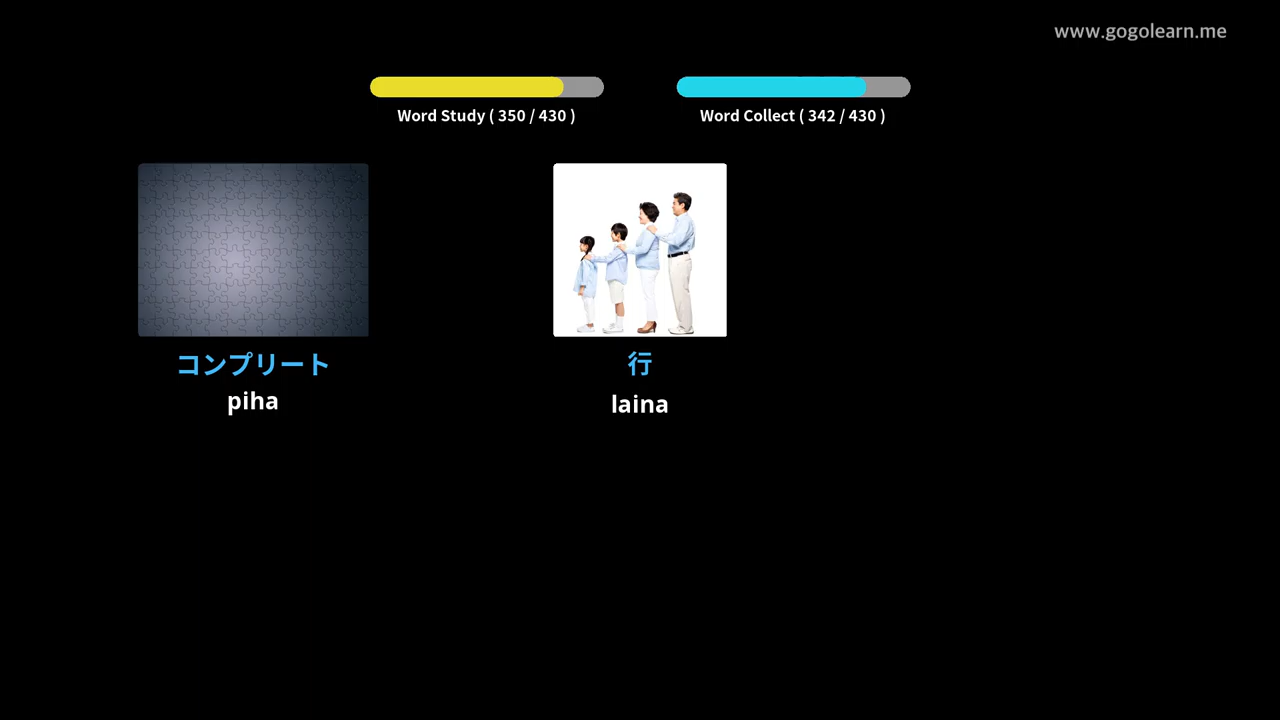 www.gogolearn.me
Word Study ( 350 / 430 )
Word Collect ( 342 / 430 )
コンプリート
piha
行
laina